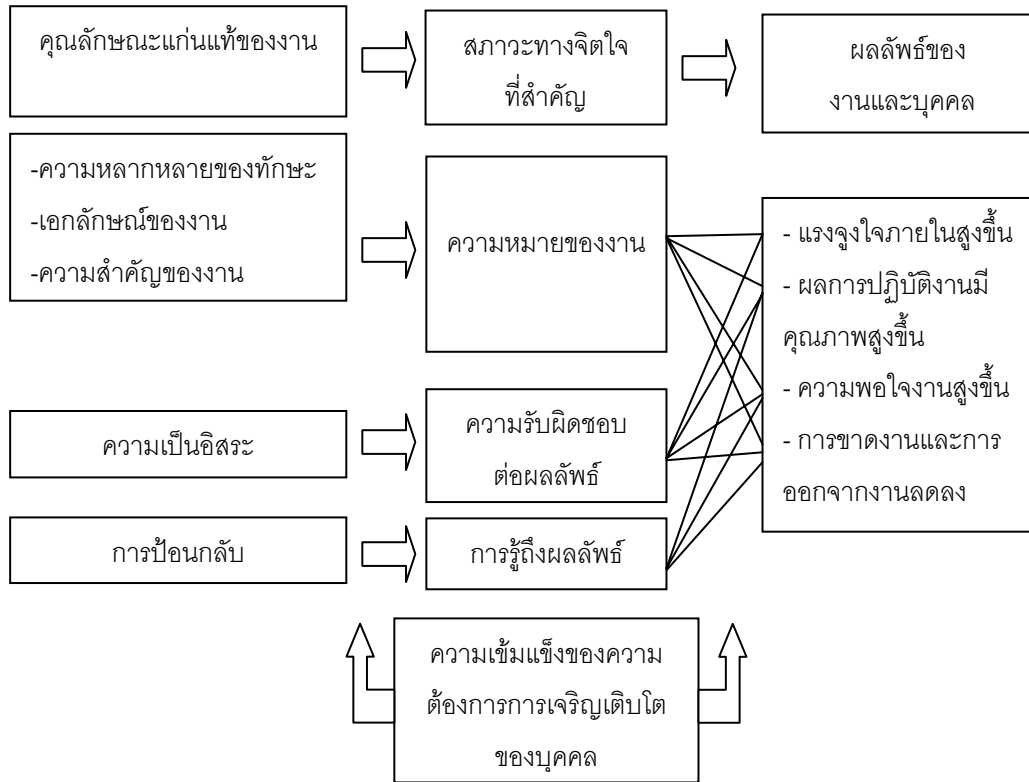 คุณลักษณะแก่นแท้ของงาน
สภาวะทางจิตใจ
ที่สำคัญ
ผลลัพธ์ของ
งานและบุคคล
-ความหลากหลายของทักษะ
-เอกลักษณ์ของงาน
-ความสำคัญของงาน
ความหมายของงาน
- แรงจูงใจภายในสูงขึ้น
- ผลการปฏิบัติงานมี
คุณภาพสูงขึ้น
- ความพอใจงานสูงขึ้น
- การขาดงานและการ
ออกจากงานลดลง
ความเป็นอิสระ
ความรับผิดชอบ
ต่อผลลัพธ์
การป้อนกลับ
การรู้ถึงผลลัพธ์
ความเข้มแข็งของความ
ต้องการการเจริญเติบโต
ของบุคคล